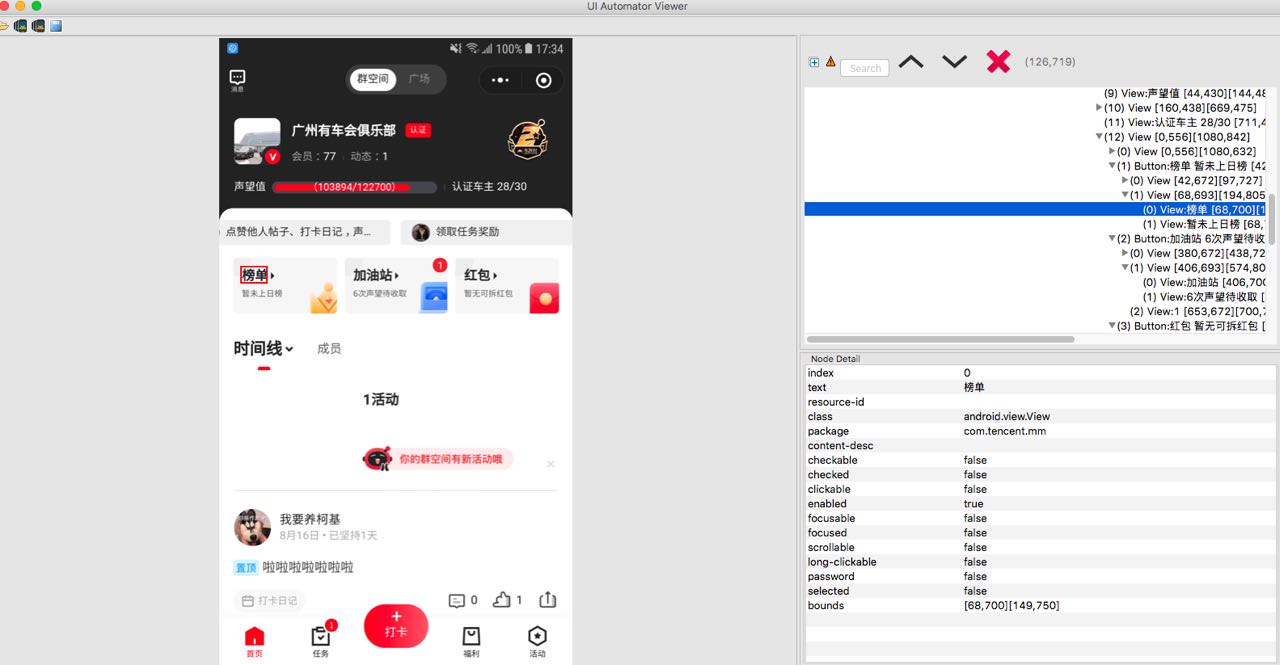 UI Automator Viewer
100% 17:34
消息
群空间 广场
广州有车会俱乐部 认证
会员：77 动态：1
声望值 (103894/122700) 认证车主 28/30
点赞他人帖子、打卡日记，声...
领取任务奖励
榜单
暂未上日榜
加油站
6次声望待收取
1
红包
暂无可拆红包
时间线 成员
1活动
你的群空间有新活动哦
我要养柯基
8月16日 • 已坚持1天
置顶 啦啦啦啦啦啦啦
打卡日记
0 1
首页
任务
1
+
打卡
福利
活动
Search
(126,719)
(9) View:声望值 [44,430][144,48
(10) View [160,438][669,475]
(11) View:认证车主 28/30 [711,4
(12) View [0,556][1080,842]
(0) View [0,556][1080,632]
(1) Button:榜单 暂未上日榜 [42
(0) View [42,672][97,727]
(1) View [68,693][194,805
(0) View:榜单 [68,700][1
(1) View:暂未上日榜 [68,
(2) Button:加油站 6次声望待收
(0) View [380,672][438,72
(1) View [406,693][574,80
(0) View:加油站 [406,70
(1) View:6次声望待收取 [
(2) View:1 [653,672][700,7
(3) Button:红包 暂无可拆红包 [
Node Detail
index 0
text 榜单
resource-id
class android.view.View
package com.tencent.mm
content-desc
checkable false
checked false
clickable false
enabled true
focusable false
focused false
scrollable false
long-clickable false
password false
selected false
bounds [68,700][149,750]